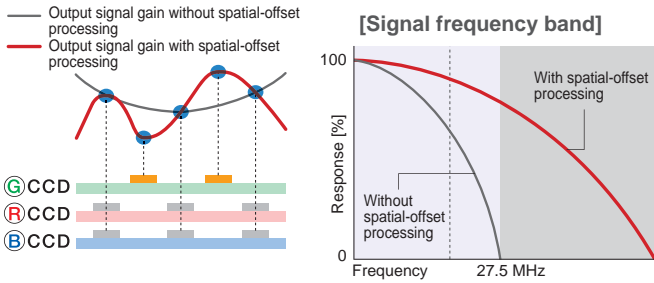 Output signal gain without spatial-offset
processing
Output signal gain with spatial-offset
processing
G CCD
R CCD
B CCD
[Signal frequency band]
100
Response [%]
0
With spatial-offset
processing
Without
spatial-offset
processing
Frequency
27.5 MHz